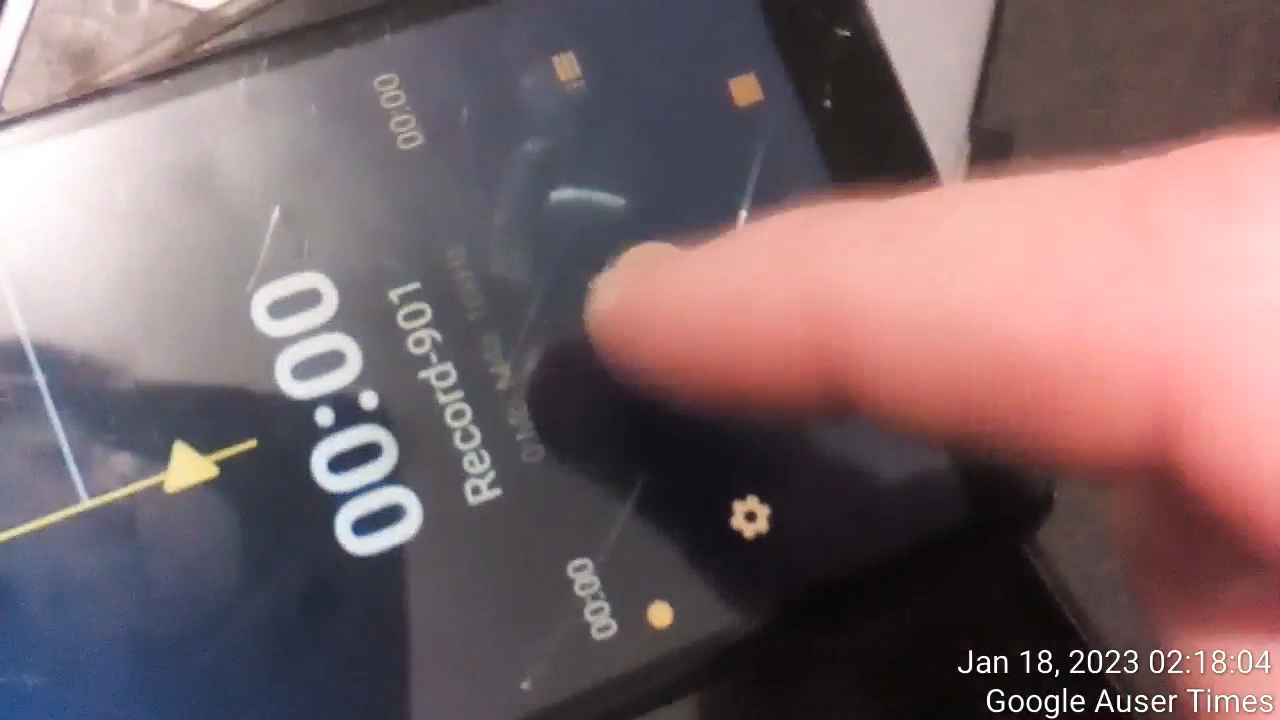 00:00
00:00
Record-901
00:00
Jan 18, 2023 02:18:04
Google Auser Times